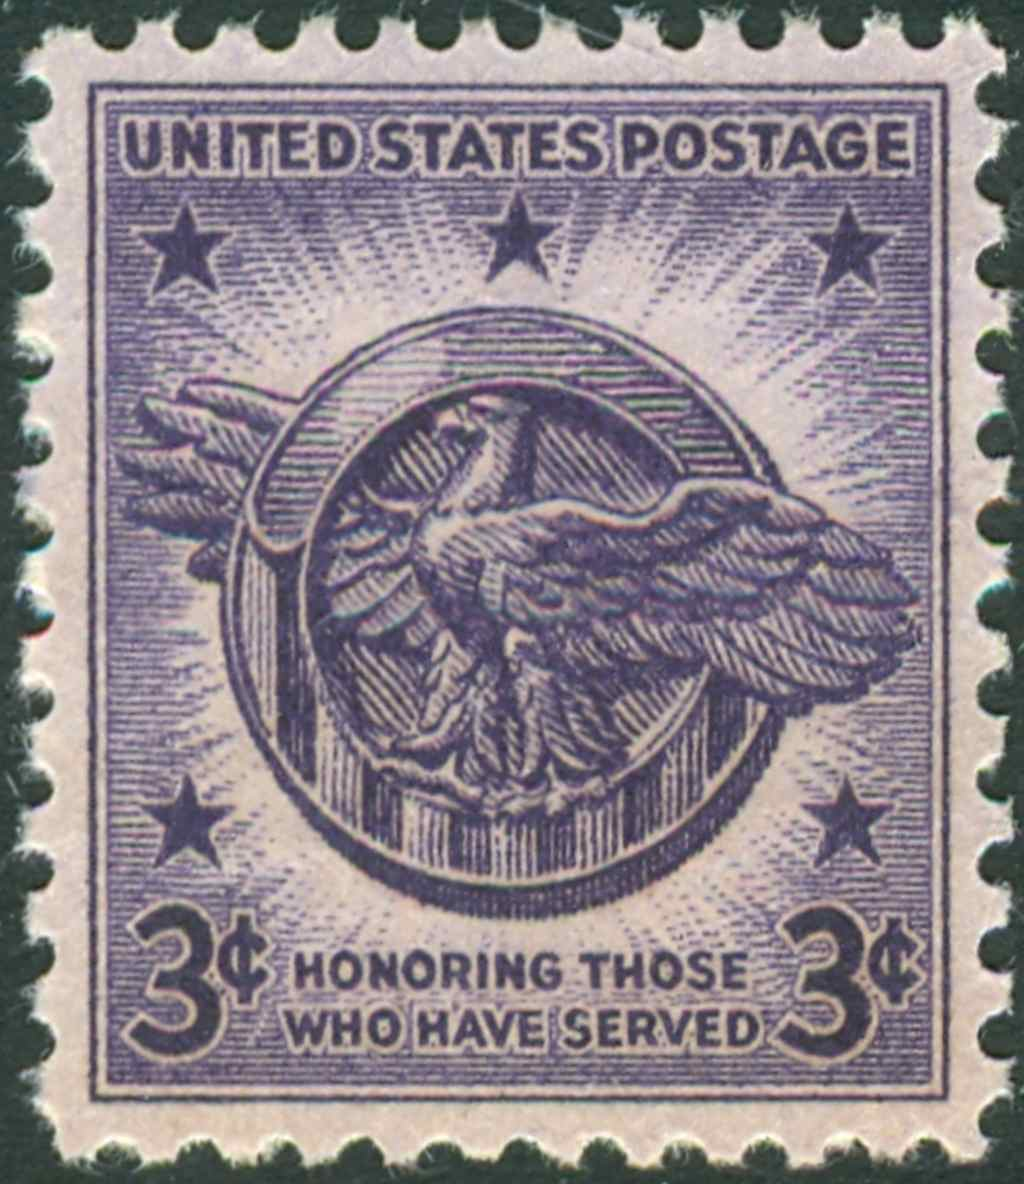 UNITED STATES POSTAGE
3¢ HONORING THOSE 3¢
WHO HAVE SERVED